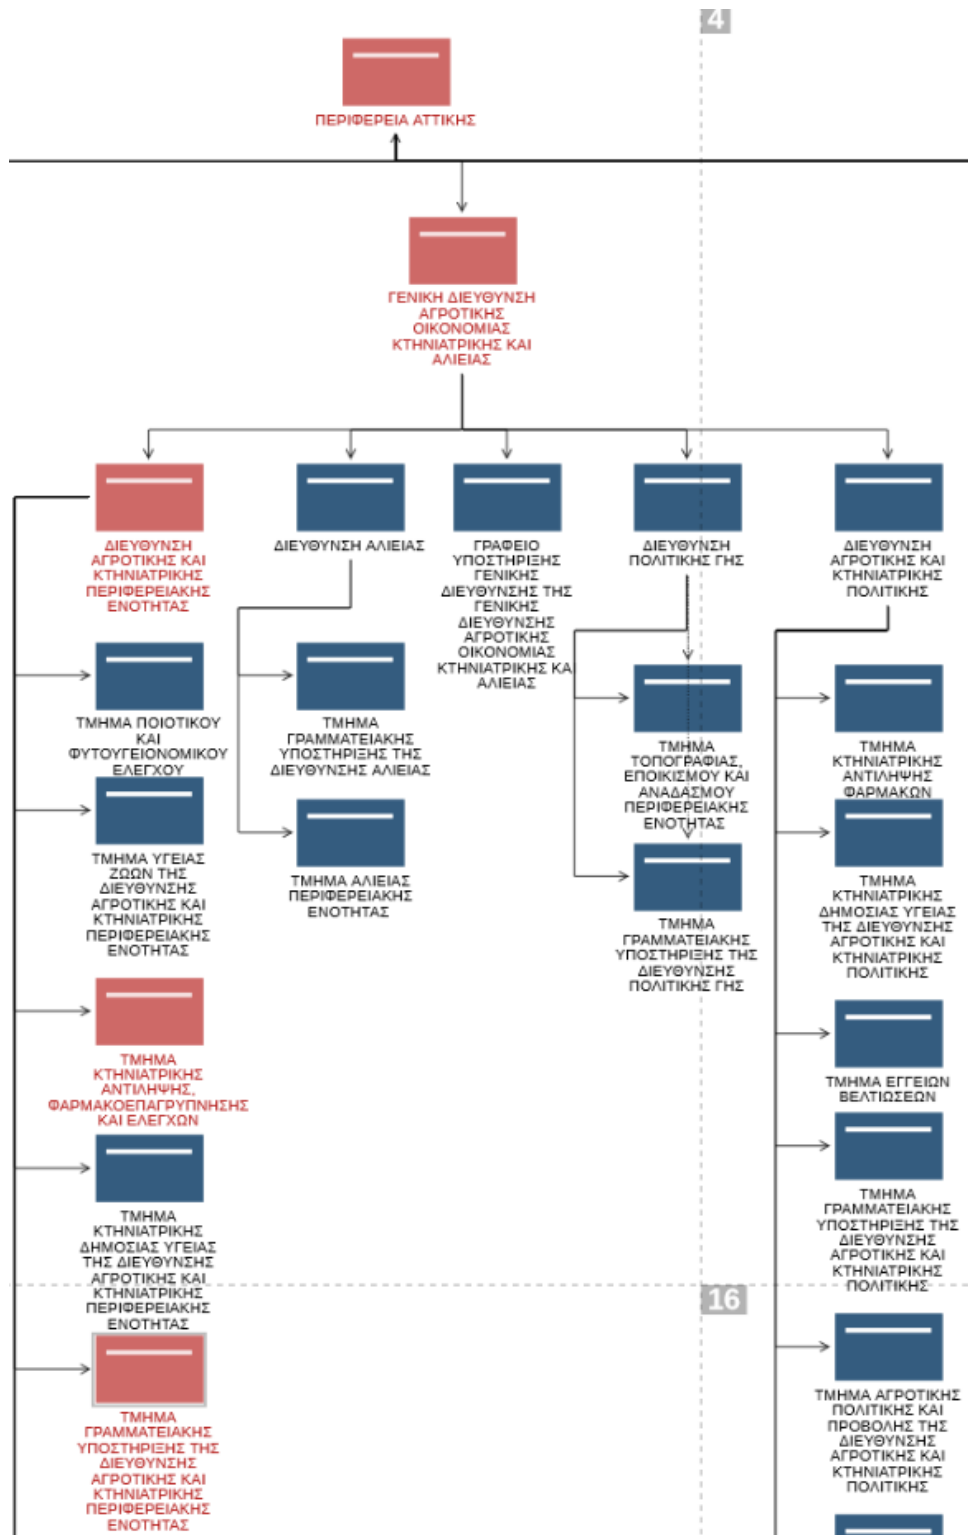 4
ΠΕΡΙΦΕΡΕΙΑ ΑΤΤΙΚΗΣ
ΓΕΝΙΚΗ ΔΙΕΥΘΥΝΣΗ
ΑΓΡΟΤΙΚΗΣ
ΟΙΚΟΝΟΜΙΑΣ
ΚΤΗΝΙΑΤΡΙΚΗΣ ΚΑΙ
ΑΛΙΕΙΑΣ
ΔΙΕΥΘΥΝΣΗ
ΑΓΡΟΤΙΚΗΣ ΚΑΙ
ΚΤΗΝΙΑΤΡΙΚΗΣ
ΠΕΡΙΦΕΡΕΙΑΚΗΣ
ΕΝΟΤΗΤΑΣ
ΔΙΕΥΘΥΝΣΗ ΑΛΙΕΙΑΣ
ΓΡΑΦΕΙΟ
ΥΠΟΣΤΗΡΙΞΗΣ
ΓΕΝΙΚΗΣ
ΔΙΕΥΘΥΝΣΗΣ ΤΗΣ
ΓΕΝΙΚΗΣ
ΔΙΕΥΘΥΝΣΗΣ
ΑΓΡΟΤΙΚΗΣ
ΟΙΚΟΝΟΜΙΑΣ
ΚΤΗΝΙΑΤΡΙΚΗΣ ΚΑΙ
ΑΛΙΕΙΑΣ
ΔΙΕΥΘΥΝΣΗ
ΠΟΛΙΤΙΚΗΣ ΓΗΣ
ΔΙΕΥΘΥΝΣΗ
ΑΓΡΟΤΙΚΗΣ ΚΑΙ
ΚΤΗΝΙΑΤΡΙΚΗΣ
ΠΟΛΙΤΙΚΗΣ
ΤΜΗΜΑ ΠΟΙΟΤΙΚΟΥ
ΚΑΙ
ΦΥΤΟΥΓΕΙΟΝΟΜΙΚΟΥ
ΕΛΕΓΧΟΥ
ΤΜΗΜΑ
ΓΡΑΜΜΑΤΕΙΑΚΗΣ
ΥΠΟΣΤΗΡΙΞΗΣ ΤΗΣ
ΔΙΕΥΘΥΝΣΗΣ ΑΛΙΕΙΑΣ
ΤΜΗΜΑ
ΤΟΠΟΓΡΑΦΙΑΣ,
ΕΠΟΙΚΙΣΜΟΥ ΚΑΙ
ΑΝΑΔΑΣΜΟΥ
ΠΕΡΙΦΕΡΕΙΑΚΗΣ
ΕΝΟΤΗΤΑΣ
ΤΜΗΜΑ
ΚΤΗΝΙΑΤΡΙΚΗΣ
ΑΝΤΙΛΗΨΗΣ
ΦΑΡΜΑΚΩΝ
ΤΜΗΜΑ ΥΓΕΙΑΣ
ΖΩΩΝ ΤΗΣ
ΔΙΕΥΘΥΝΣΗΣ
ΑΓΡΟΤΙΚΗΣ ΚΑΙ
ΚΤΗΝΙΑΤΡΙΚΗΣ
ΠΕΡΙΦΕΡΕΙΑΚΗΣ
ΕΝΟΤΗΤΑΣ
ΤΜΗΜΑ ΑΛΙΕΙΑΣ
ΠΕΡΙΦΕΡΕΙΑΚΗΣ
ΕΝΟΤΗΤΑΣ
ΤΜΗΜΑ
ΓΡΑΜΜΑΤΕΙΑΚΗΣ
ΥΠΟΣΤΗΡΙΞΗΣ ΤΗΣ
ΔΙΕΥΘΥΝΣΗΣ
ΠΟΛΙΤΙΚΗΣ ΓΗΣ
ΤΜΗΜΑ
ΚΤΗΝΙΑΤΡΙΚΗΣ
ΔΗΜΟΣΙΑΣ ΥΓΕΙΑΣ
ΤΗΣ ΔΙΕΥΘΥΝΣΗΣ
ΑΓΡΟΤΙΚΗΣ ΚΑΙ
ΚΤΗΝΙΑΤΡΙΚΗΣ
ΠΟΛΙΤΙΚΗΣ
ΤΜΗΜΑ
ΚΤΗΝΙΑΤΡΙΚΗΣ
ΑΝΤΙΛΗΨΗΣ,
ΦΑΡΜΑΚΟΕΠΑΓΡΥΠΝΗΣΗΣ
ΚΑΙ ΕΛΕΓΧΩΝ
ΤΜΗΜΑ ΕΓΓΕΙΩΝ
ΒΕΛΤΙΩΣΕΩΝ
ΤΜΗΜΑ
ΚΤΗΝΙΑΤΡΙΚΗΣ
ΔΗΜΟΣΙΑΣ ΥΓΕΙΑΣ
ΤΗΣ ΔΙΕΥΘΥΝΣΗΣ
ΑΓΡΟΤΙΚΗΣ ΚΑΙ
ΚΤΗΝΙΑΤΡΙΚΗΣ
ΠΕΡΙΦΕΡΕΙΑΚΗΣ
ΕΝΟΤΗΤΑΣ
ΤΜΗΜΑ
ΓΡΑΜΜΑΤΕΙΑΚΗΣ
ΥΠΟΣΤΗΡΙΞΗΣ ΤΗΣ
ΔΙΕΥΘΥΝΣΗΣ
ΑΓΡΟΤΙΚΗΣ ΚΑΙ
ΚΤΗΝΙΑΤΡΙΚΗΣ
ΠΟΛΙΤΙΚΗΣ
16
ΤΜΗΜΑ
ΓΡΑΜΜΑΤΕΙΑΚΗΣ
ΥΠΟΣΤΗΡΙΞΗΣ ΤΗΣ
ΔΙΕΥΘΥΝΣΗΣ
ΑΓΡΟΤΙΚΗΣ ΚΑΙ
ΚΤΗΝΙΑΤΡΙΚΗΣ
ΠΕΡΙΦΕΡΕΙΑΚΗΣ
ΕΝΟΤΗΤΑΣ
ΤΜΗΜΑ ΑΓΡΟΤΙΚΗΣ
ΠΟΛΙΤΙΚΗΣ ΚΑΙ
ΠΡΟΒΟΛΗΣ ΤΗΣ
ΔΙΕΥΘΥΝΣΗΣ
ΑΓΡΟΤΙΚΗΣ ΚΑΙ
ΚΤΗΝΙΑΤΡΙΚΗΣ
ΠΟΛΙΤΙΚΗΣ